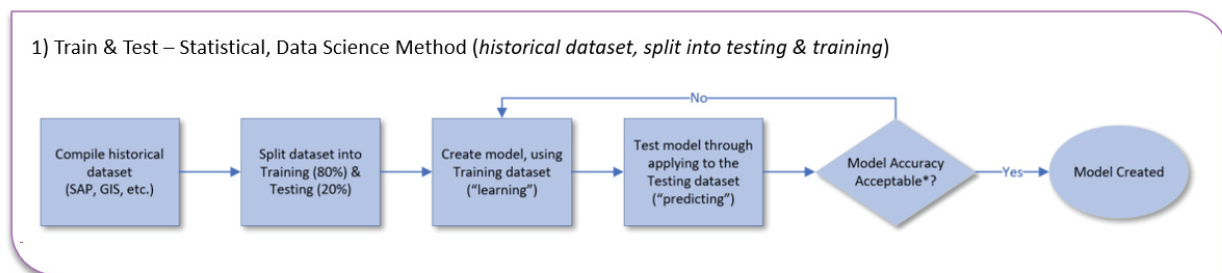 1) Train & Test – Statistical, Data Science Method (historical dataset, split into testing & training)
No
Compile historical
dataset
(SAP, GIS, etc.)
Split dataset into
Training (80%) &
Testing (20%)
Create model, using
Training dataset
(“learning”)
Test model through
applying to the
Testing dataset
(“predicting”)
Model Accuracy
Acceptable*?
Yes
Model Created